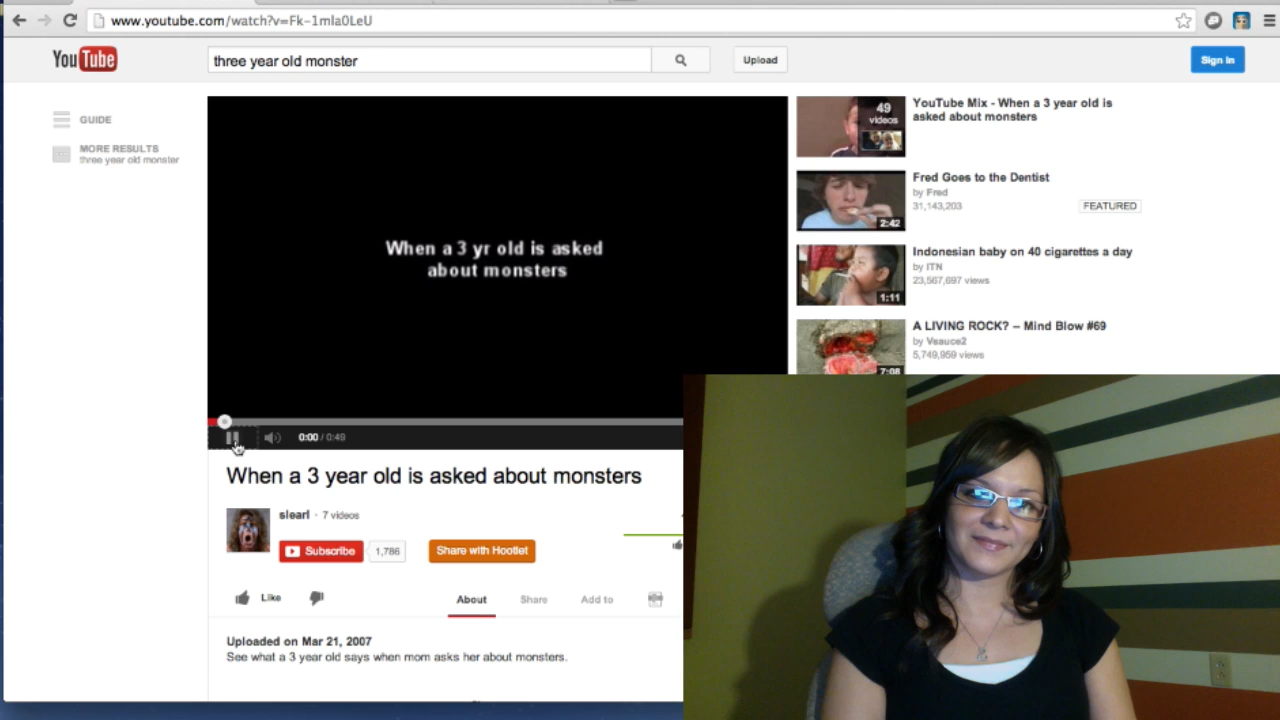 www.youtube.com/watch?v=Fk-1mla0LeU
YouTube
three year old monster
Upload
Sign in
GUIDE
MORE RESULTS
three year old monster
When a 3 yr old is asked
about monsters
0:00 / 0:49
When a 3 year old is asked about monsters
slearl · 7 videos
Subscribe
1,786
Share with Hootlet
Like
About
Share
Add to
Uploaded on Mar 21, 2007
See what a 3 year old says when mom asks her about monsters.
49
videos
YouTube Mix - When a 3 year old is
asked about monsters
2:42
Fred Goes to the Dentist
by Fred
31,143,203
FEATURED
1:11
Indonesian baby on 40 cigarettes a day
by ITN
23,567,697 views
7:08
A LIVING ROCK? – Mind Blow #69
by Vsauce2
5,749,959 views